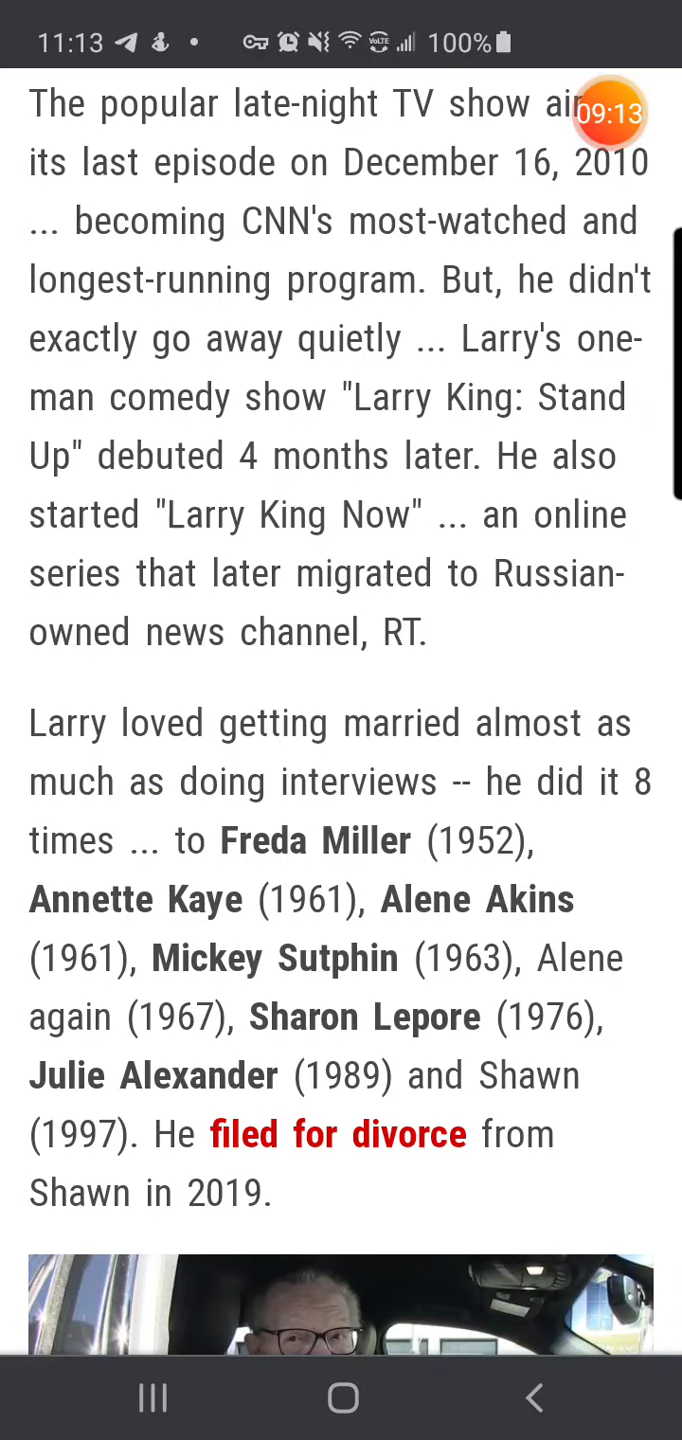 11:13
VoLTE
100%
The popular late-night TV show
09:13
its last episode on December 16, 2010
... becoming CNN's most-watched and
longest-running program. But, he didn't
exactly go away quietly ... Larry's one-
man comedy show "Larry King: Stand
Up" debuted 4 months later. He also
started "Larry King Now" ... an online
series that later migrated to Russian-
owned news channel, RT.
Larry loved getting married almost as
much as doing interviews -- he did it 8
times ... to Freda Miller (1952),
Annette Kaye (1961), Alene Akins
(1961), Mickey Sutphin (1963), Alene
again (1967), Sharon Lepore (1976),
Julie Alexander (1989) and Shawn
(1997). He filed for divorce from
Shawn in 2019.